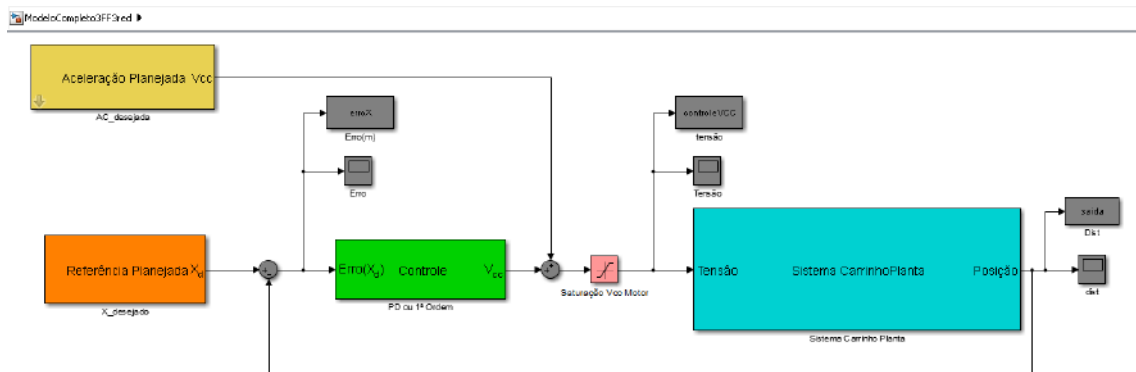 ModeloCompleto3FF3red
Aceleração Planejada Vcc
AC_desejada
erroX
Erro(m)
Erro
controleVCC
tensão
Tensão
saida
Dist
dist
Referência Planejada Xd
X_desejado
Erro(Xd) Controle Vcc
PD ou 1ª Ordem
Saturação Vcc Motor
Tensão Sistema CarrinhoPlanta Posição
Sistema Carrinho Planta